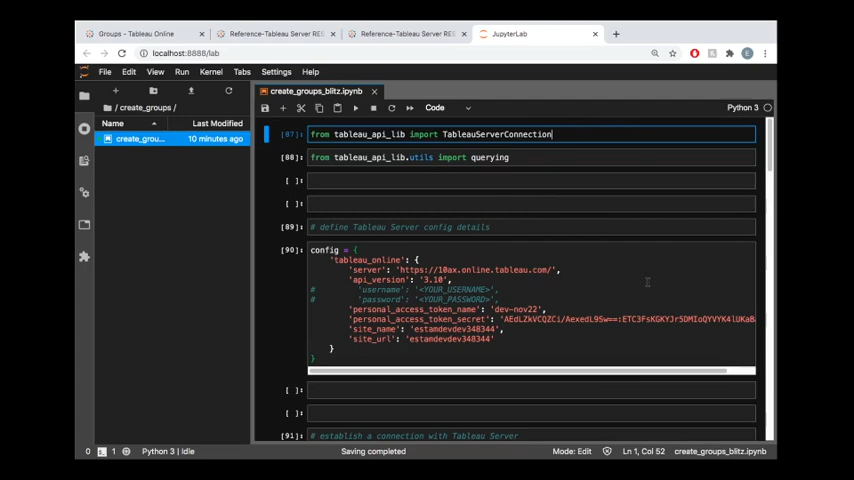 Groups - Tableau Online
Reference-Tableau Server RES
Reference-Tableau Server RES
JupyterLab
localhost:8888/lab
File Edit View Run Kernel Tabs Settings Help
create_groups_blitz.ipynb
/ create_groups /
Code
Python 3
Name
Last Modified
create_grou...
10 minutes ago
[87]: from tableau_api_lib import TableauServerConnection
[88]: from tableau_api_lib.utils import querying
[ ]:
[ ]:
[89]: # define Tableau Server config details
[90]: config = {
'tableau_online': {
'server': 'https://10ax.online.tableau.com/',
'api_version': '3.10',
# 'username': '<YOUR_USERNAME>',
# 'password': '<YOUR_PASSWORD>',
'personal_access_token_name': 'dev-nov22',
'personal_access_token_secret':
'site_name': 'estamdevdev348344',
'site_url': 'estamdevdev348344'
}
}
[ ]:
[ ]:
[91]: # establish a connection with Tableau Server
0 1 Python 3 | Idle Saving completed Mode: Edit Ln 1, Col 52 create_groups_blitz.ipynb